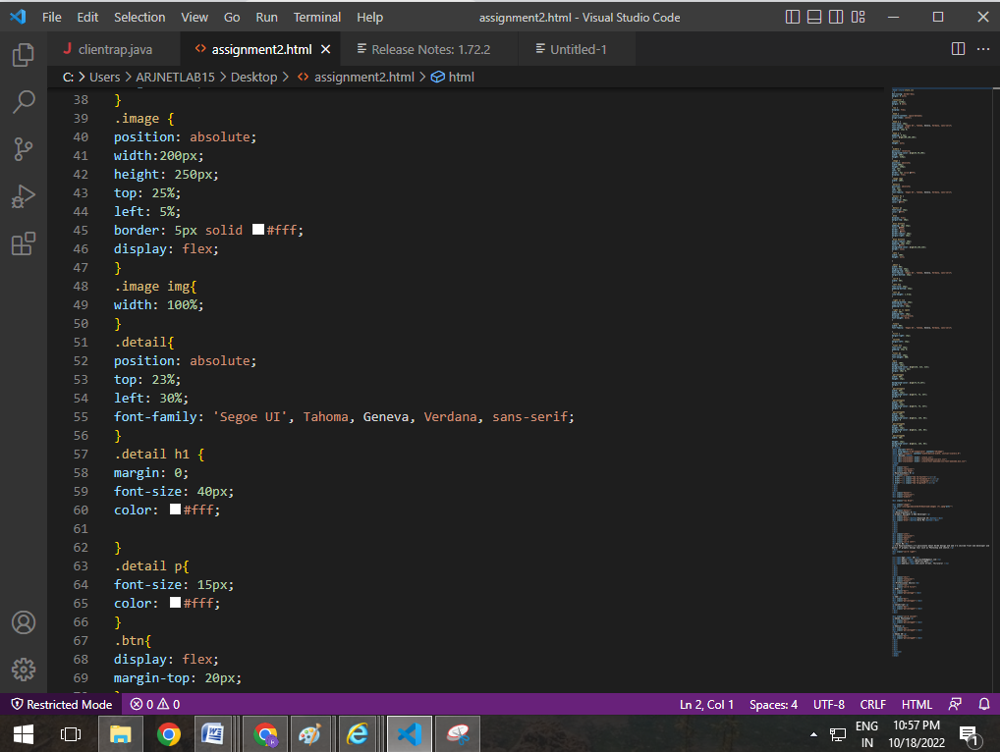 File Edit Selection View Go Run Terminal Help assignment2.html - Visual Studio Code
J clientrap.java <> assignment2.html Release Notes: 1.72.2 Untitled-1
C: > Users > ARJNETLAB15 > Desktop > <> assignment2.html > html
38 }
39 .image {
40 position: absolute;
41 width:200px;
42 height: 250px;
43 top: 25%;
44 left: 5%;
45 border: 5px solid #fff;
46 display: flex;
47 }
48 .image img{
49 width: 100%;
50 }
51 .detail{
52 position: absolute;
53 top: 23%;
54 left: 30%;
55 font-family: 'Segoe UI', Tahoma, Geneva, Verdana, sans-serif;
56 }
57 .detail h1 {
58 margin: 0;
59 font-size: 40px;
60 color: #fff;
61
62 }
63 .detail p{
64 font-size: 15px;
65 color: #fff;
66 }
67 .btn{
68 display: flex;
69 margin-top: 20px;
Restricted Mode 0 0 Ln 2, Col 1 Spaces: 4 UTF-8 CRLF HTML
ENG 10:57 PM
IN 10/18/2022 1